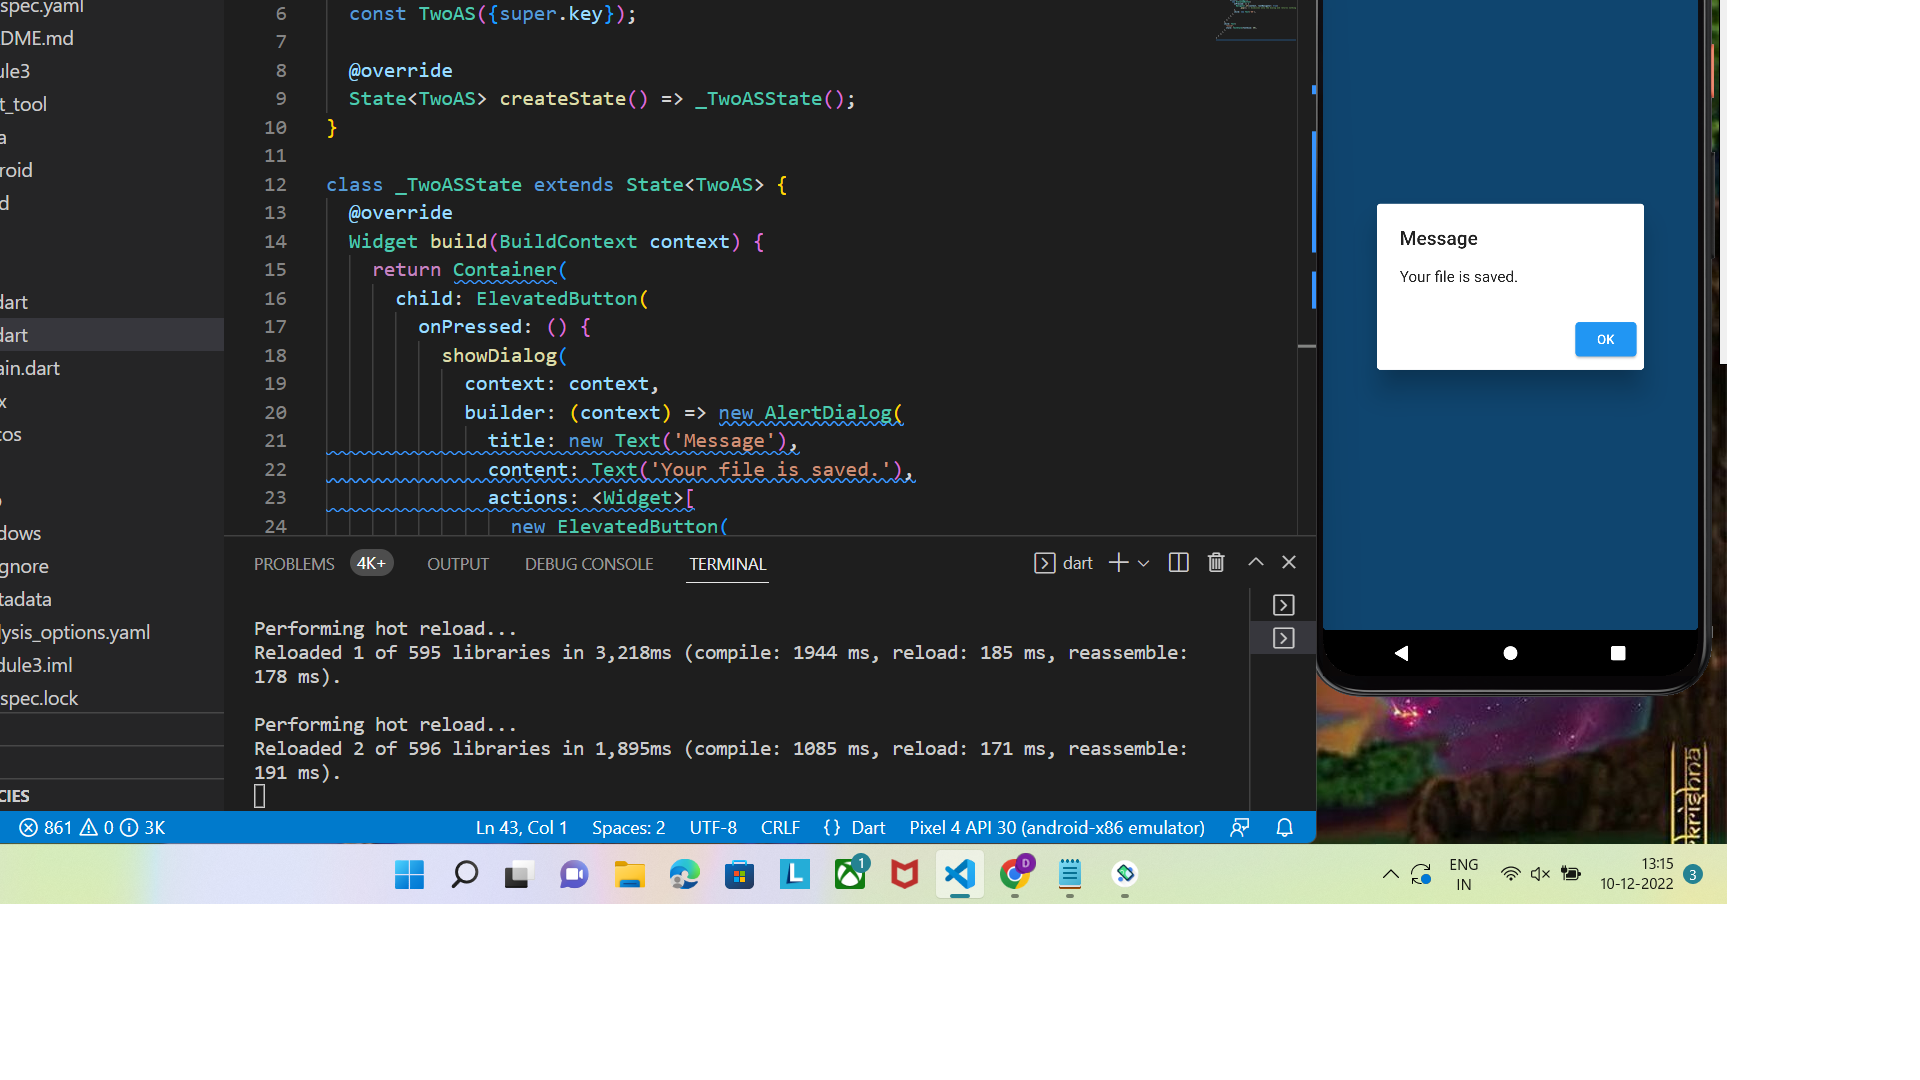 spec.yaml
DME.md
ule3
t_tool
a
roid
d
dart
dart
ain.dart
x
cos
dows
gnore
tadata
lysis_options.yaml
dule3.iml
spec.lock
CIES
6 const TwoAS({super.key});
7
8 @override
9 State<TwoAS> createState() => _TwoASState();
10 }
11
12 class _TwoASState extends State<TwoAS> {
13 @override
14 Widget build(BuildContext context) {
15 return Container(
16 child: ElevatedButton(
17 onPressed: () {
18 showDialog(
19 context: context,
20 builder: (context) => new AlertDialog(
21 title: new Text('Message'),
22 content: Text('Your file is saved.'),
23 actions: <Widget>[
24 new ElevatedButton(
PROBLEMS 4K+ OUTPUT DEBUG CONSOLE TERMINAL dart
Performing hot reload...
Reloaded 1 of 595 libraries in 3,218ms (compile: 1944 ms, reload: 185 ms, reassemble:
178 ms).
Performing hot reload...
Reloaded 2 of 596 libraries in 1,895ms (compile: 1085 ms, reload: 171 ms, reassemble:
191 ms).
861 0 3K Ln 43, Col 1 Spaces: 2 UTF-8 CRLF {} Dart Pixel 4 API 30 (android-x86 emulator)
Message
Your file is saved.
OK
krishna
L
1
D
ENG
IN
13:15
10-12-2022
3